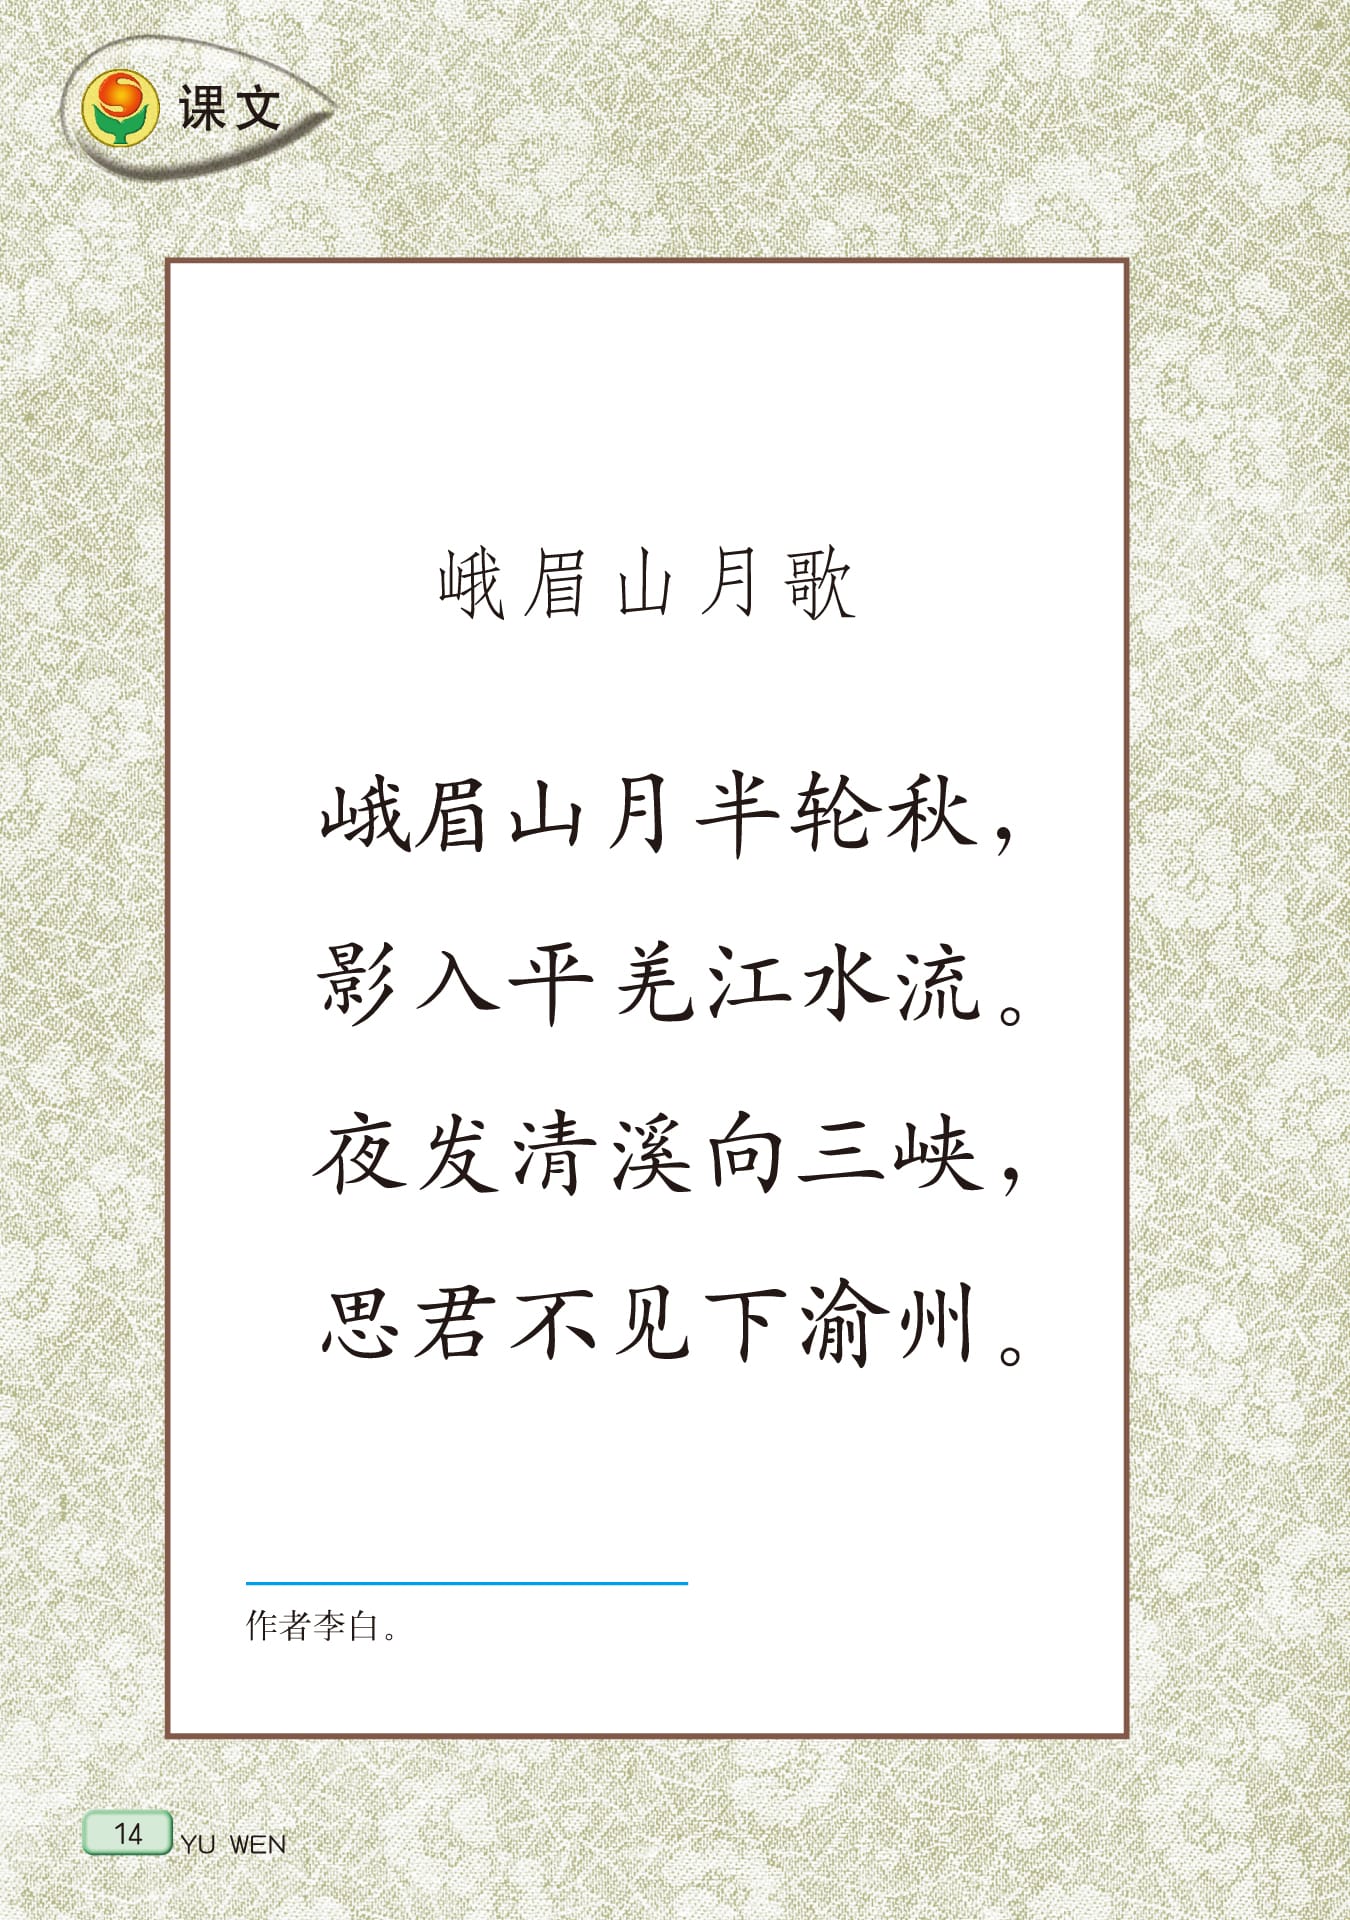 课文
峨眉山月歌
峨眉山月半轮秋，
影入平羌江水流。
夜发清溪向三峡，
思君不见下渝州。
作者李白。
14 YU WEN